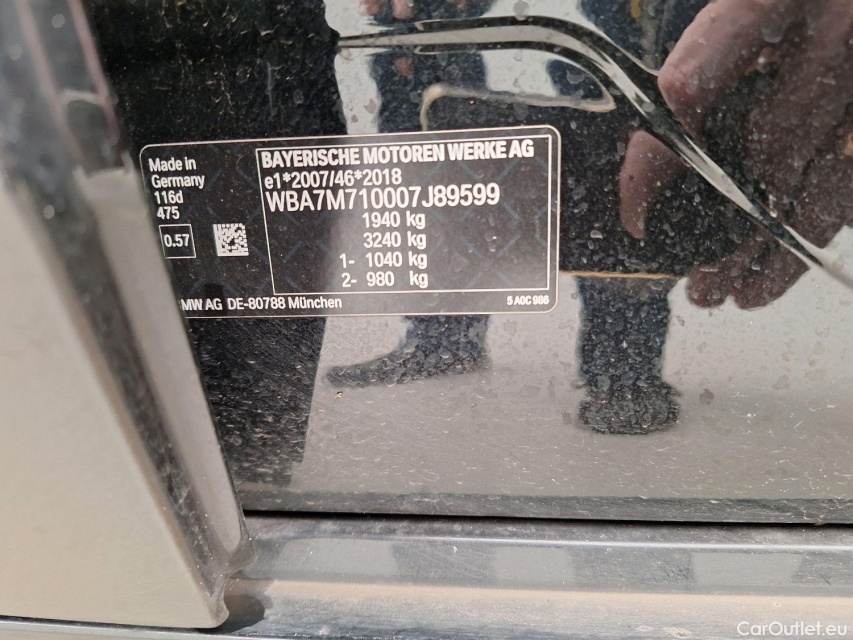 Made in
Germany
116d
475
0.57
BAYERISCHE MOTOREN WERKE AG
e1*2007/46*2018
WBA7M710007J89599
1940 kg
3240 kg
1- 1040 kg
2- 980 kg
MW AG DE-80788 München
5 A0C 986
CarOutlet.eu